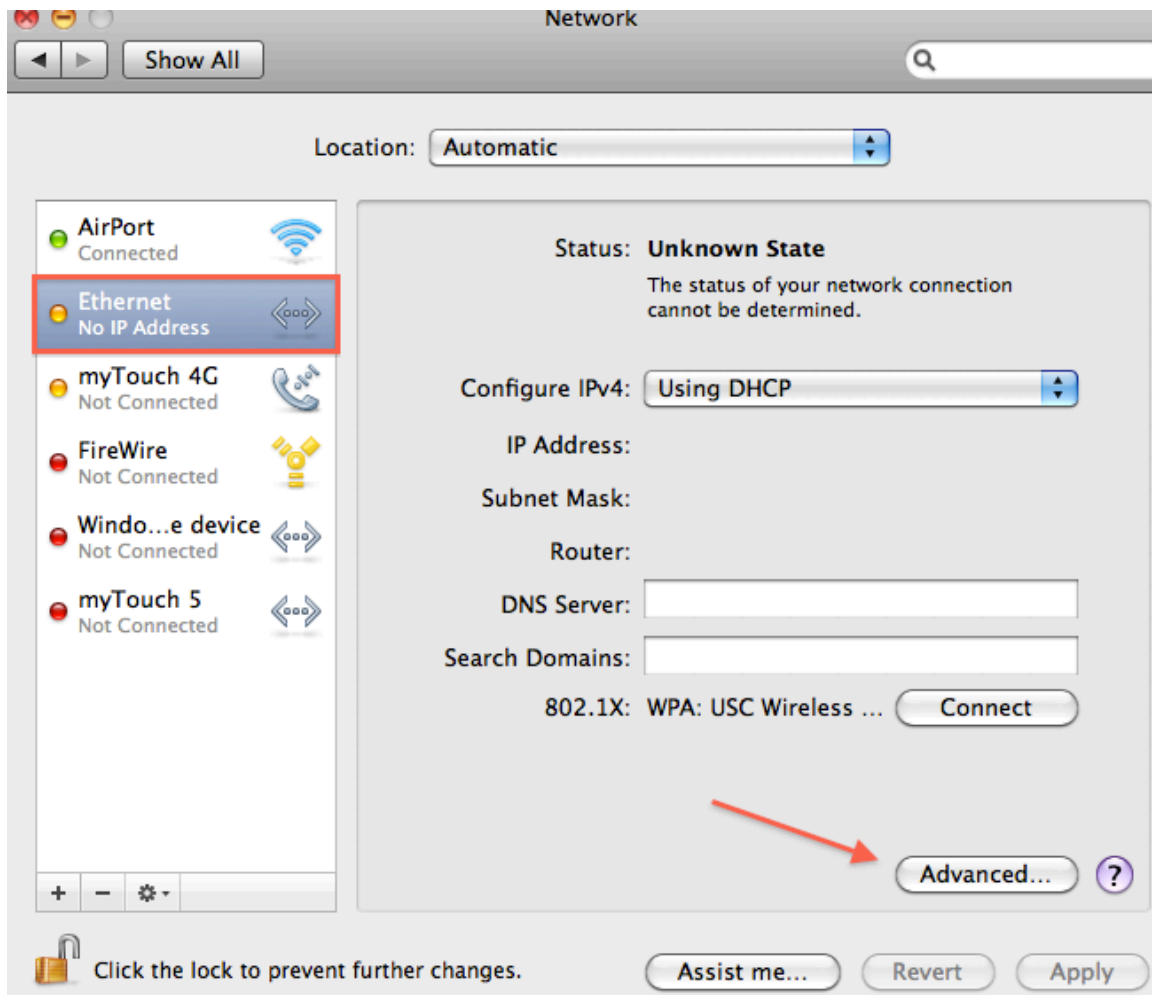 Network
Show All
Location: Automatic
AirPort
Connected
Ethernet
No IP Address
myTouch 4G
Not Connected
FireWire
Not Connected
Windo...e device
Not Connected
myTouch 5
Not Connected
Status: Unknown State
The status of your network connection
cannot be determined.
Configure IPv4: Using DHCP
IP Address:
Subnet Mask:
Router:
DNS Server:
Search Domains:
802.1X: WPA: USC Wireless ... Connect
Advanced... ?
+ −
Click the lock to prevent further changes.
Assist me... Revert Apply